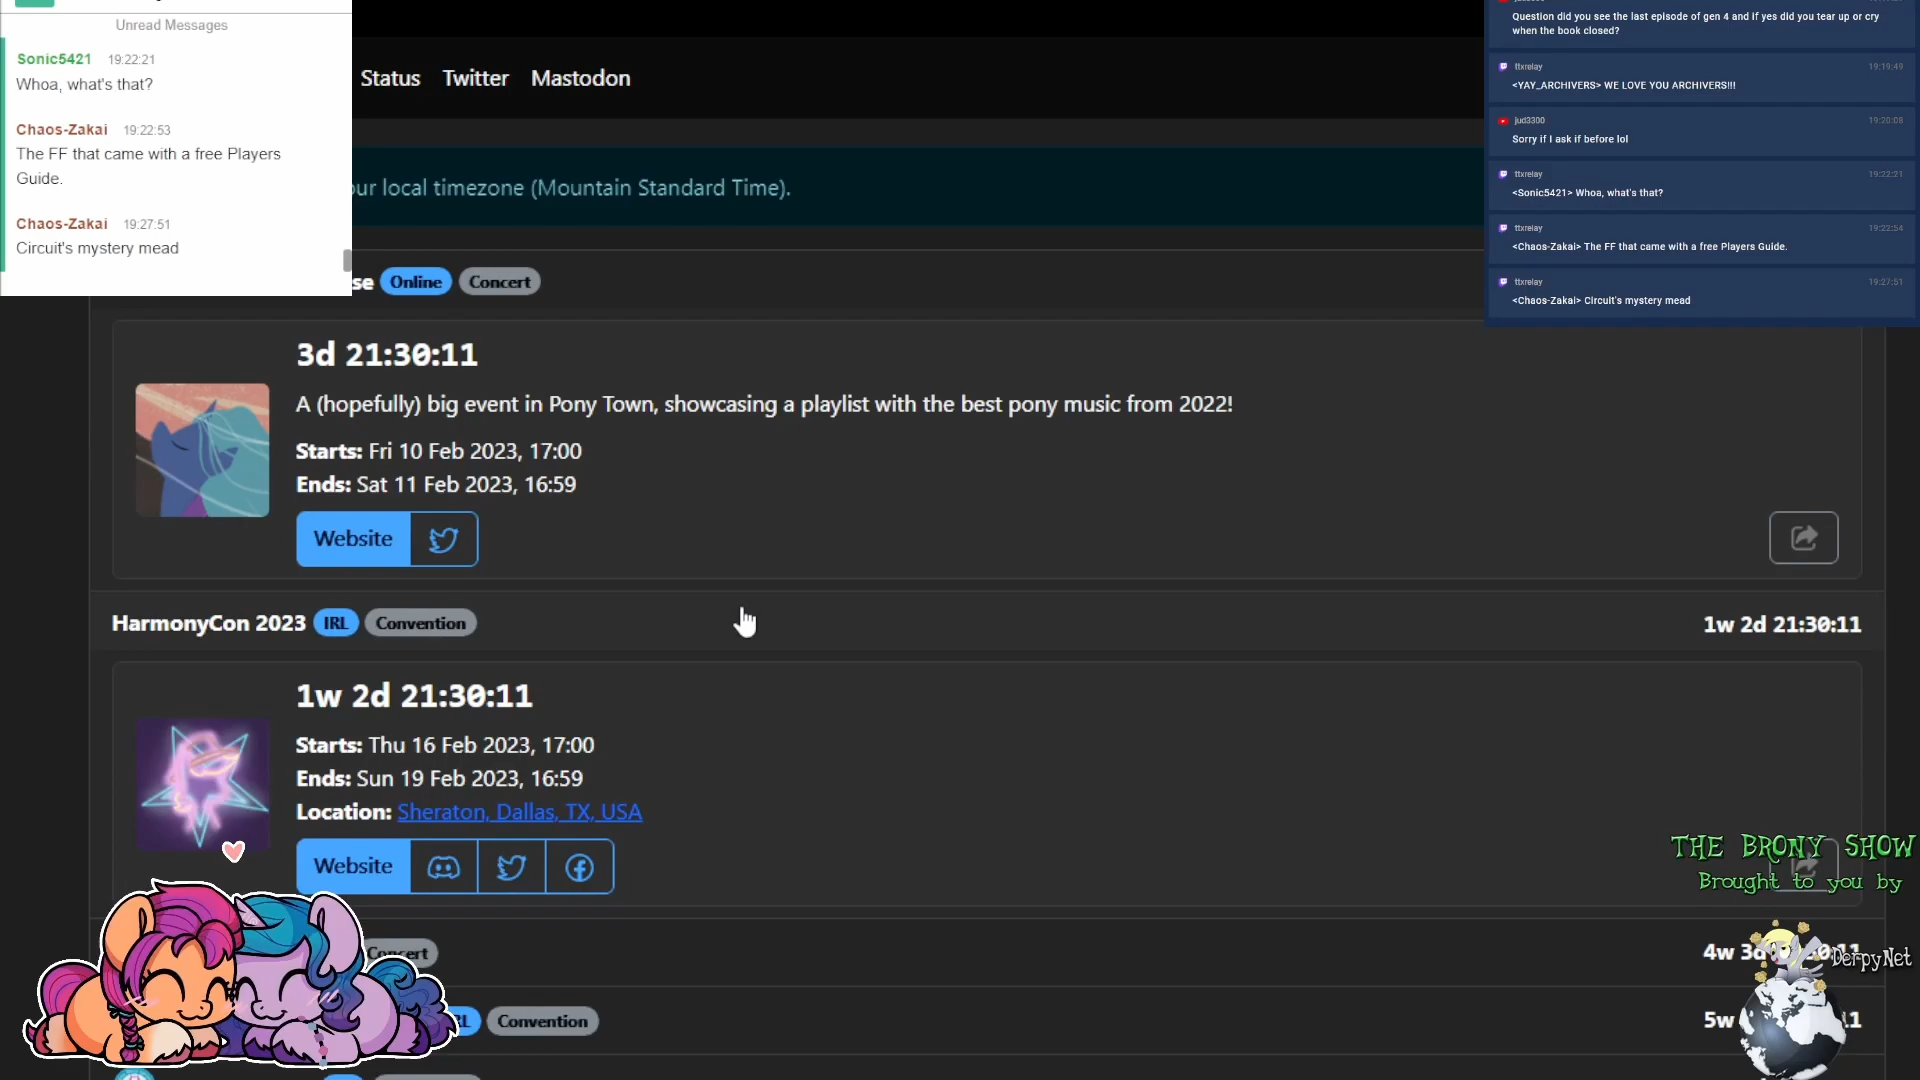 Unread Messages
Sonic5421 19:22:21
Whoa, what's that?
Chaos-Zakai 19:22:53
The FF that came with a free Players
Guide.
Chaos-Zakai 19:27:51
Circuit's mystery mead
Status Twitter Mastodon
our local timezone (Mountain Standard Time).
se Online Concert
3d 21:30:11
A (hopefully) big event in Pony Town, showcasing a playlist with the best pony music from 2022!
Starts: Fri 10 Feb 2023, 17:00
Ends: Sat 11 Feb 2023, 16:59
Website
HarmonyCon 2023 IRL Convention 1w 2d 21:30:11
1w 2d 21:30:11
Starts: Thu 16 Feb 2023, 17:00
Ends: Sun 19 Feb 2023, 16:59
Location: Sheraton, Dallas, TX, USA
Website
Concert
4w 3d
Convention
5w
Question did you see the last episode of gen 4 and if yes did you tear up or cry
when the book closed?
ttxrelay 19:19:49
<YAY_ARCHIVERS> WE LOVE YOU ARCHIVERS!!!
jud3300 19:20:08
Sorry if I ask if before lol
ttxrelay 19:22:21
<Sonic5421> Whoa, what's that?
ttxrelay 19:22:54
<Chaos-Zakai> The FF that came with a free Players Guide.
ttxrelay 19:27:51
<Chaos-Zakai> Circuit's mystery mead
THE BRONY SHOW
Brought to you by
DerpyNet